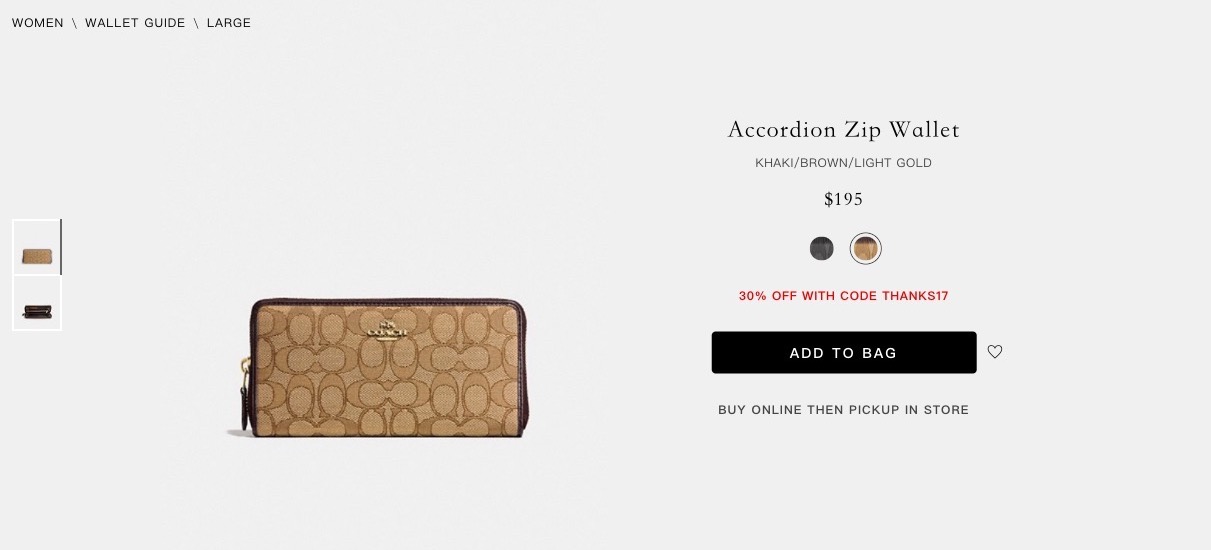 WOMEN \ WALLET GUIDE \ LARGE
Accordion Zip Wallet
KHAKI/BROWN/LIGHT GOLD
$195
30% OFF WITH CODE THANKS17
ADD TO BAG
BUY ONLINE THEN PICKUP IN STORE
COACH